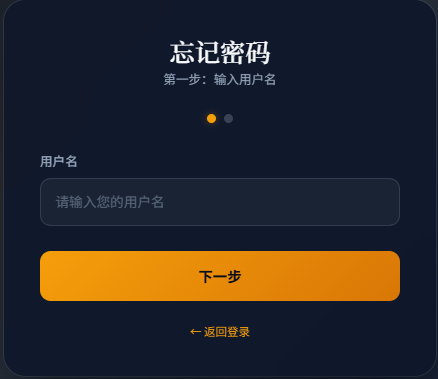 忘记密码
第一步：输入用户名
用户名
请输入您的用户名
下一步
← 返回登录